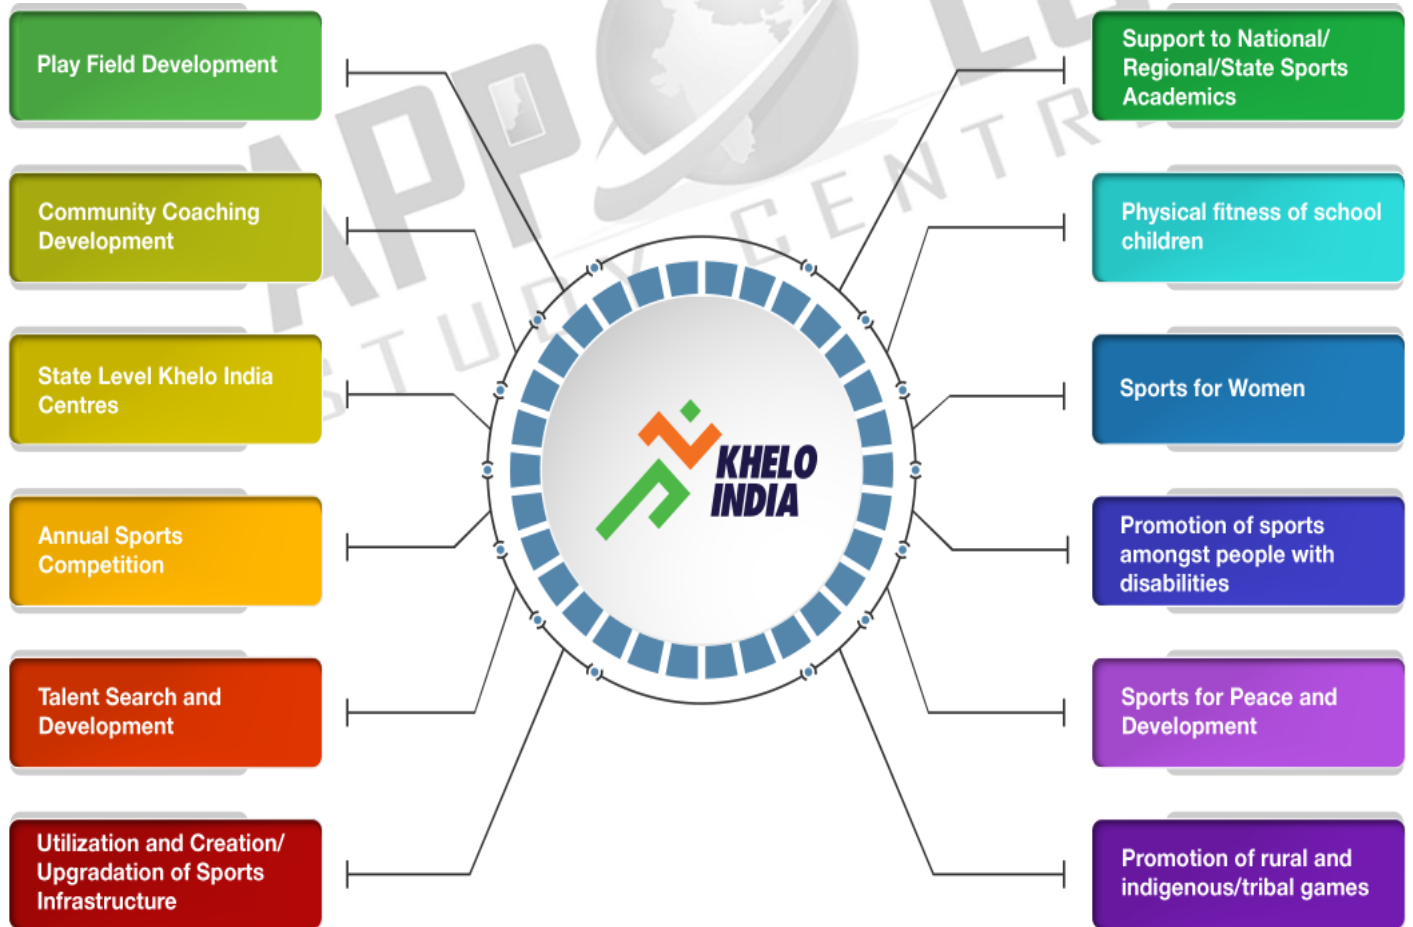 Play Field Development
Community Coaching
Development
State Level Khelo India
Centres
Annual Sports
Competition
Talent Search and
Development
Utilization and Creation/
Upgradation of Sports
Infrastructure
KHELO
INDIA
Support to National/
Regional/State Sports
Academics
Physical fitness of school
children
Sports for Women
Promotion of sports
amongst people with
disabilities
Sports for Peace and
Development
Promotion of rural and
indigenous/tribal games
STUDY CENTR